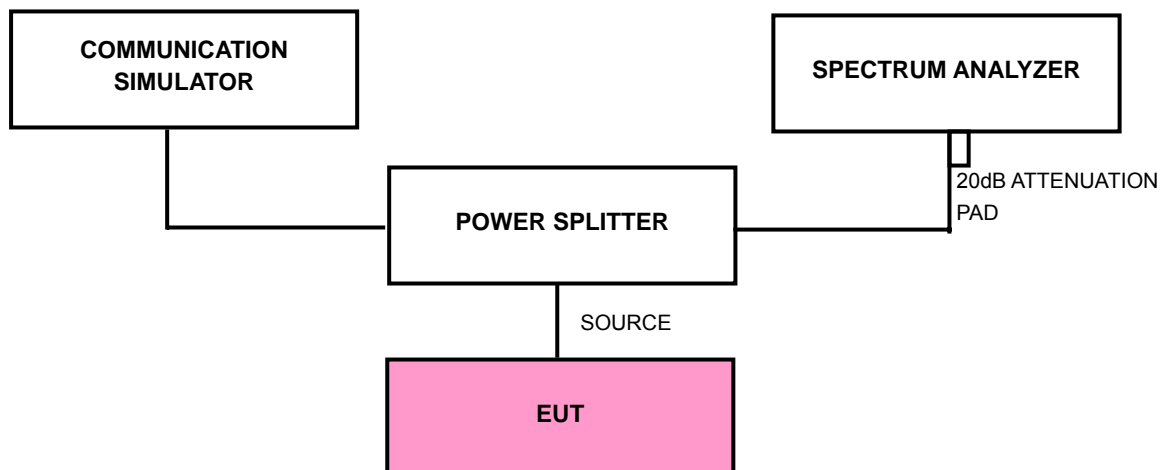 COMMUNICATION
SIMULATOR
SPECTRUM ANALYZER
20dB ATTENUATION
PAD
POWER SPLITTER
SOURCE
EUT